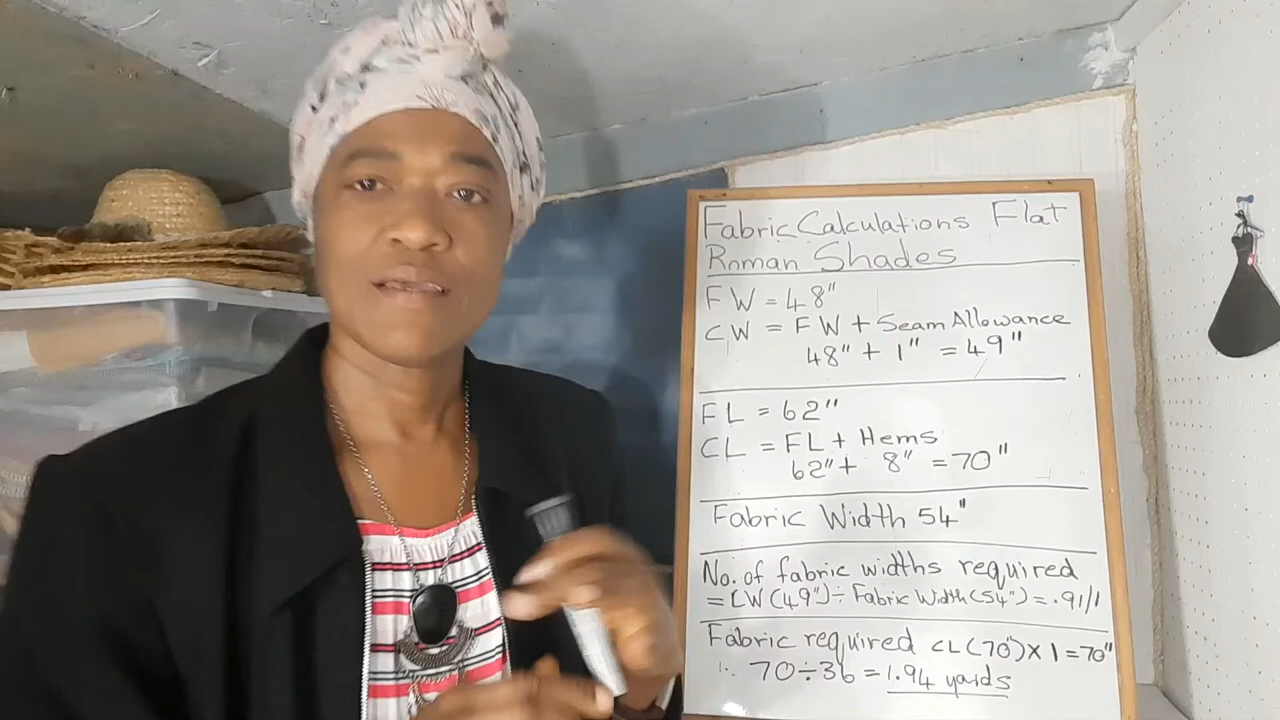 Fabric Calculations Flat
Roman Shades
FW = 48"
CW = FW + Seam Allowance
48" + 1" = 49"
FL = 62"
CL = FL + Hems
62" + 8" = 70"
Fabric Width 54"
No. of fabric widths required
= CW (49") ÷ Fabric Width (54") = .91/1
Fabric required CL (70") X 1 = 70"
∴ 70 ÷ 36 = 1.94 yards